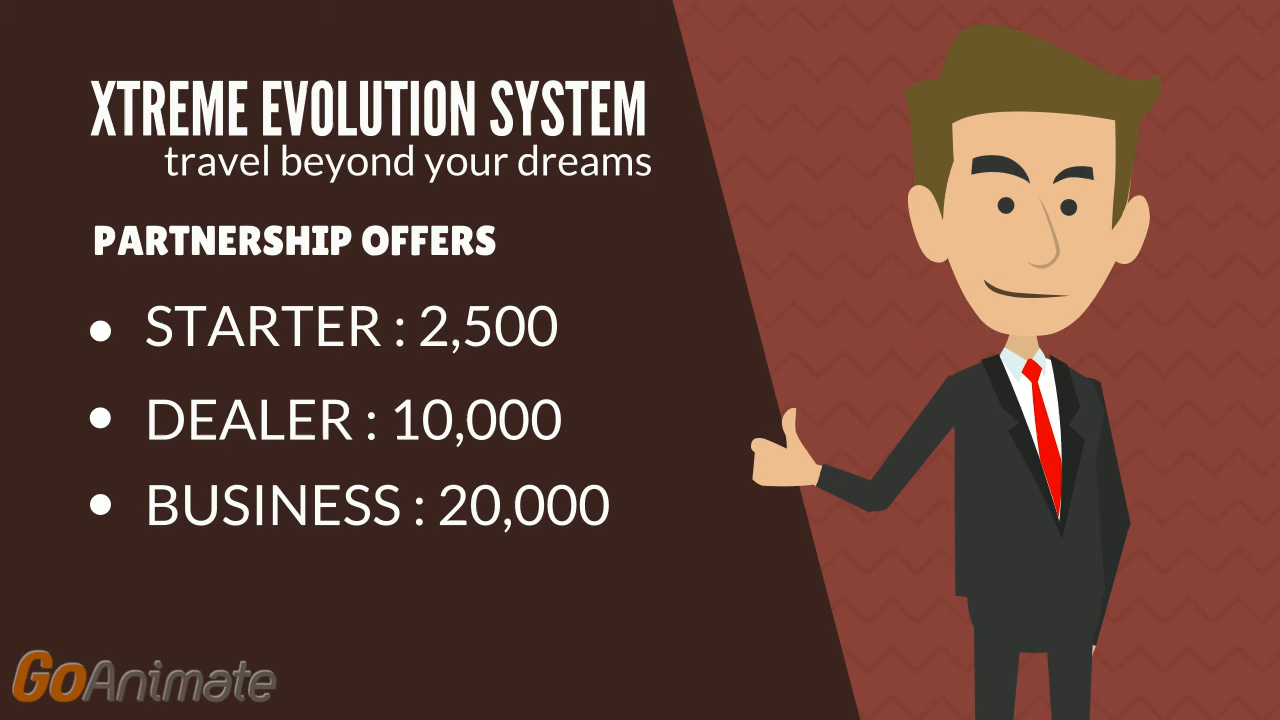 XTREME EVOLUTION SYSTEM
travel beyond your dreams
PARTNERSHIP OFFERS
• STARTER : 2,500
• DEALER : 10,000
• BUSINESS : 20,000
GoAnimate